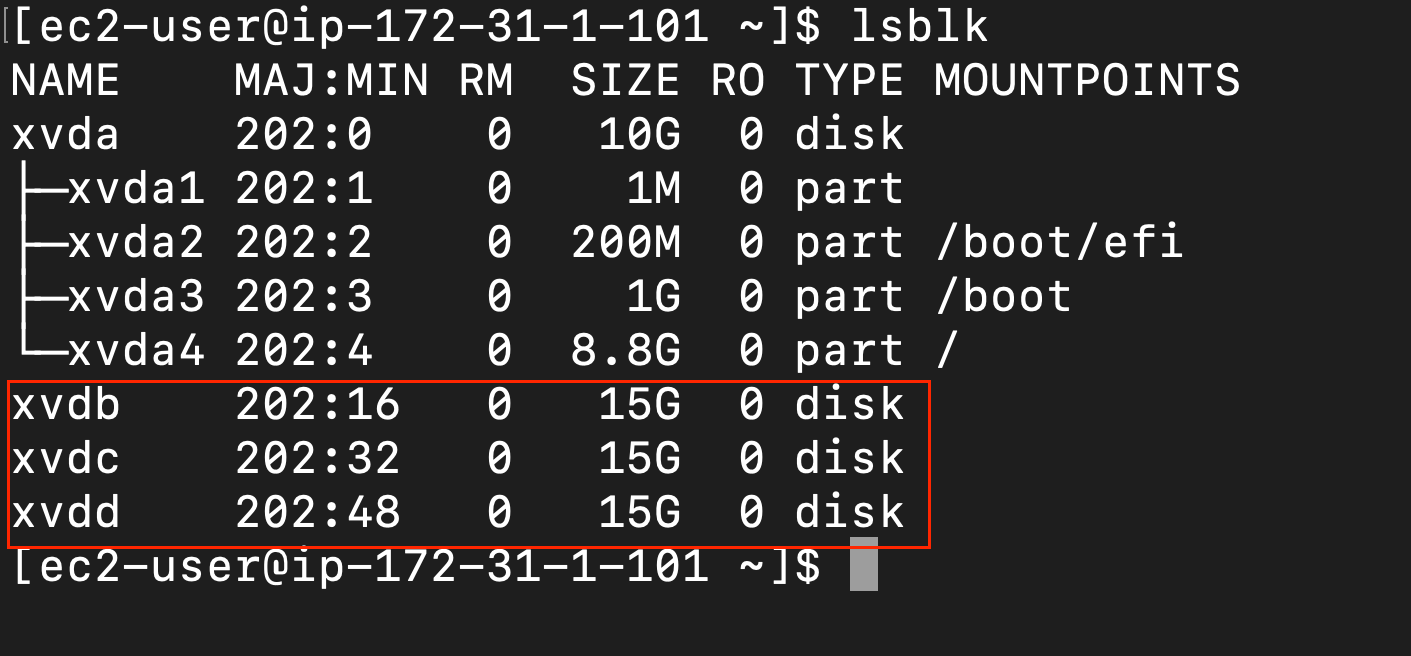 [[ec2-user@ip-172-31-1-101 ~]$ lsblk
NAME    MAJ:MIN RM  SIZE RO TYPE MOUNTPOINTS
xvda    202:0    0   10G  0 disk
├─xvda1 202:1    0    1M  0 part
├─xvda2 202:2    0  200M  0 part /boot/efi
├─xvda3 202:3    0    1G  0 part /boot
└─xvda4 202:4    0  8.8G  0 part /
xvdb    202:16   0   15G  0 disk
xvdc    202:32   0   15G  0 disk
xvdd    202:48   0   15G  0 disk
[ec2-user@ip-172-31-1-101 ~]$